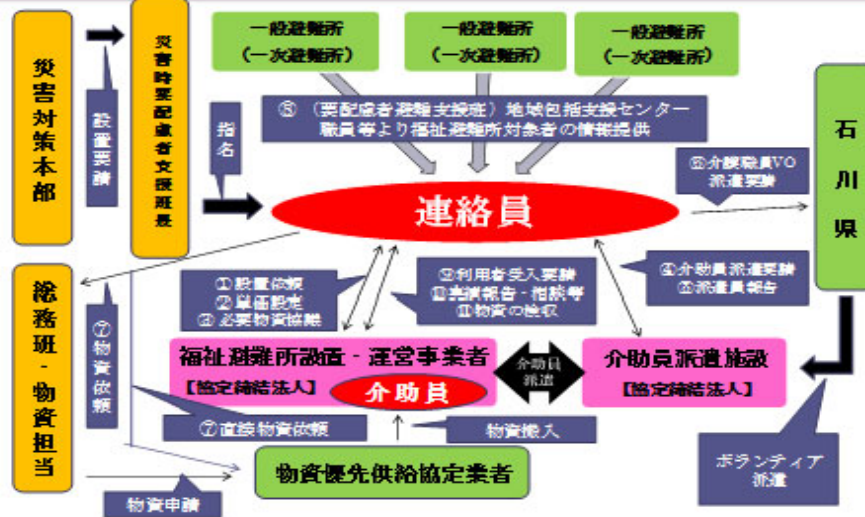 災害対策本部
設置要請
災害時要配慮者支援班長
指名
一般避難所
(一次避難所)
一般避難所
(一次避難所)
一般避難所
(一次避難所)
(要配慮者避難支援班)地域包括支援センター
職員等より福祉避難所対象者の情報提供
連絡員
介護職員VO
派遣要請
石川県
総務班・物資担当
⑦物資依頼
①設置依頼
②単価設定
③必要物資協議
利用者受入要請
実績報告・相談等
⑪物資の検収
④介助員派遣要請
⑤派遣員報告
福祉避難所設置・運営事業者
【協定締結法人】
介助員
介助員
派遣
介助員派遣施設
【協定締結法人】
⑦直接物資依頼
物資搬入
物資優先供給協定業者
物資申請
ボランティア
派遣